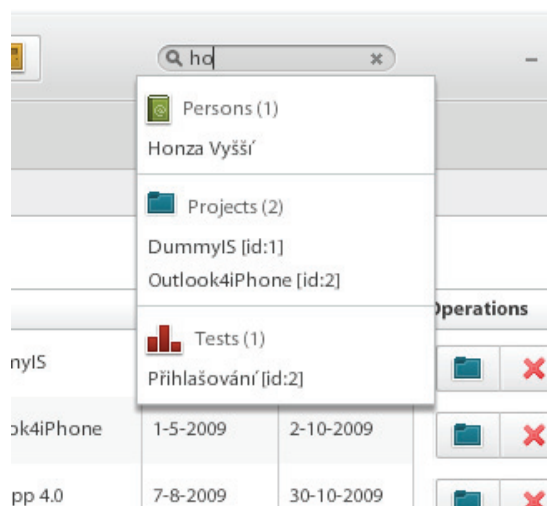 ho
Persons (1)
Honza Vyšší
Projects (2)
DummyIS [id:1]
Outlook4iPhone [id:2]
Operations
Tests (1)
Přihlašování [id:2]
1-5-2009 2-10-2009
7-8-2009 30-10-2009